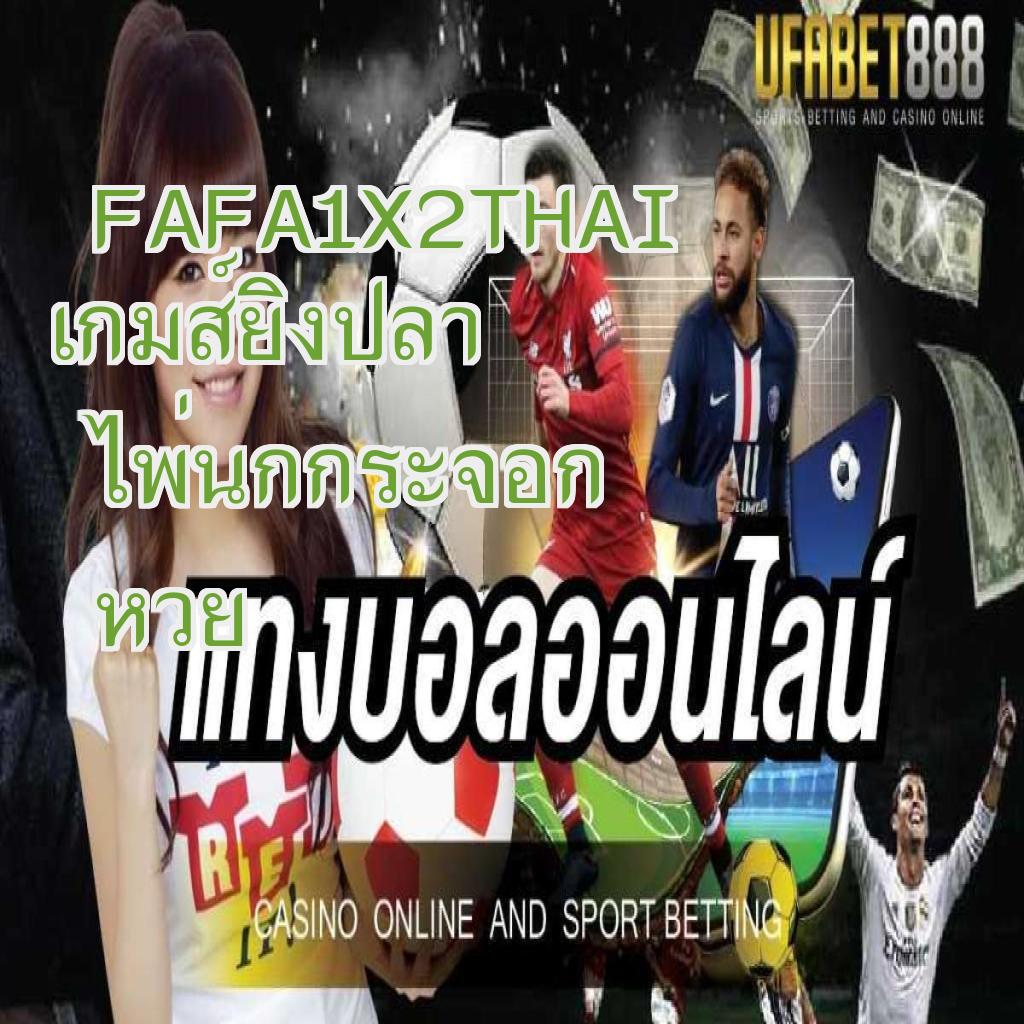 UFABET888
SPORTS BETTING AND CASINO ONLINE
FAFA1X2THAI
เกมส์ยิงปลา
ไพ่นกกระจอก
หวย
แทงบอลออนไลน์
CASINO ONLINE AND SPORT BETTING